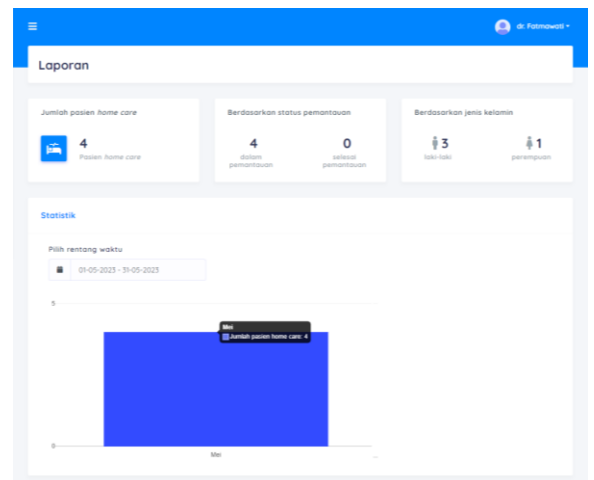 dr. Fatmawati
Laporan
Jumlah pasien home care
4
Pasien home care
Berdasarkan status pemantauan
4
dalam
pemantauan
0
selesai
pemantauan
Berdasarkan jenis kelamin
3
laki-laki
1
perempuan
Statistik
Pilih rentang waktu
01-05-2023 - 31-05-2023
5
Mei
Jumlah pasien home care: 4
0
Mei
...